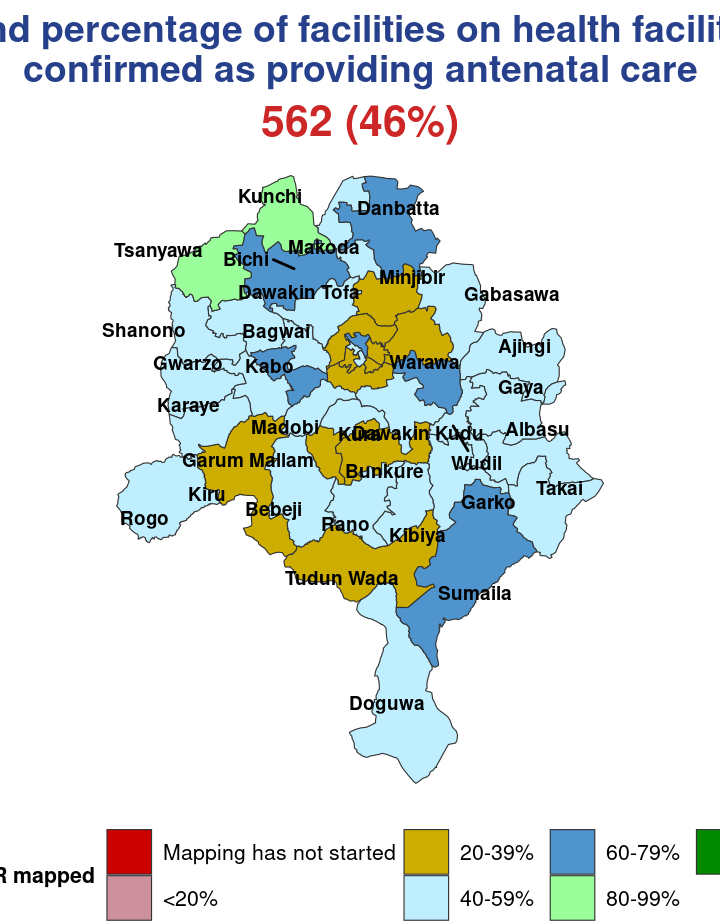 nd percentage of facilities on health facilit
confirmed as providing antenatal care
562 (46%)
Kunchi
Danbatta
Tsanyawa
Makoda
Bichi
Minjibir
Dawakin Tofa
Gabasawa
Shanono
Bagwai
Ajingi
Gwarzo
Kabo
Warawa
Gaya
Karaye
Madobi
Kura
Dawakin Kudu
Albasu
Garum Mallam
Bunkure
Wudil
Kiru
Takai
Bebeji
Garko
Rogo
Rano
Kibiya
Tudun Wada
Sumaila
Doguwa
R mapped
Mapping has not started
<20%
20-39%
40-59%
60-79%
80-99%